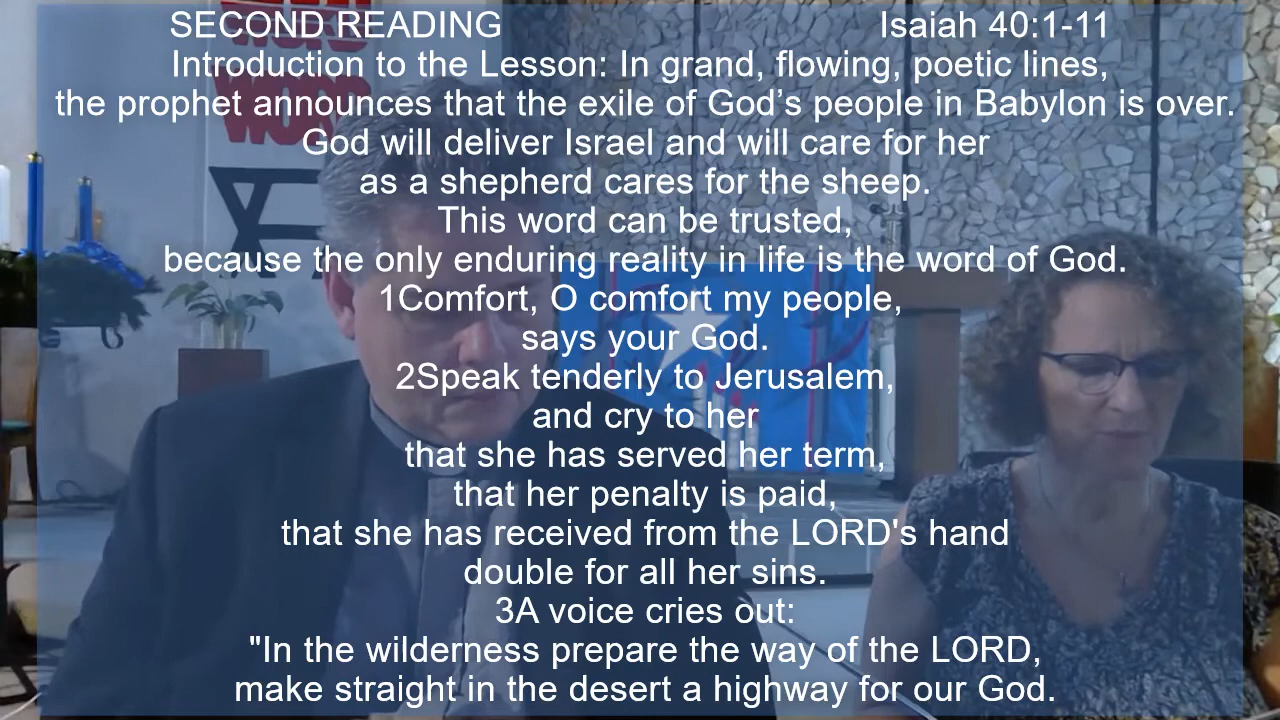 SECOND READING Isaiah 40:1-11
Introduction to the Lesson: In grand, flowing, poetic lines,
the prophet announces that the exile of God’s people in Babylon is over.
God will deliver Israel and will care for her
as a shepherd cares for the sheep.
This word can be trusted,
because the only enduring reality in life is the word of God.
1Comfort, O comfort my people,
says your God.
2Speak tenderly to Jerusalem,
and cry to her
that she has served her term,
that her penalty is paid,
that she has received from the LORD's hand
double for all her sins.
3A voice cries out:
"In the wilderness prepare the way of the LORD,
make straight in the desert a highway for our God.
WORD
WORD